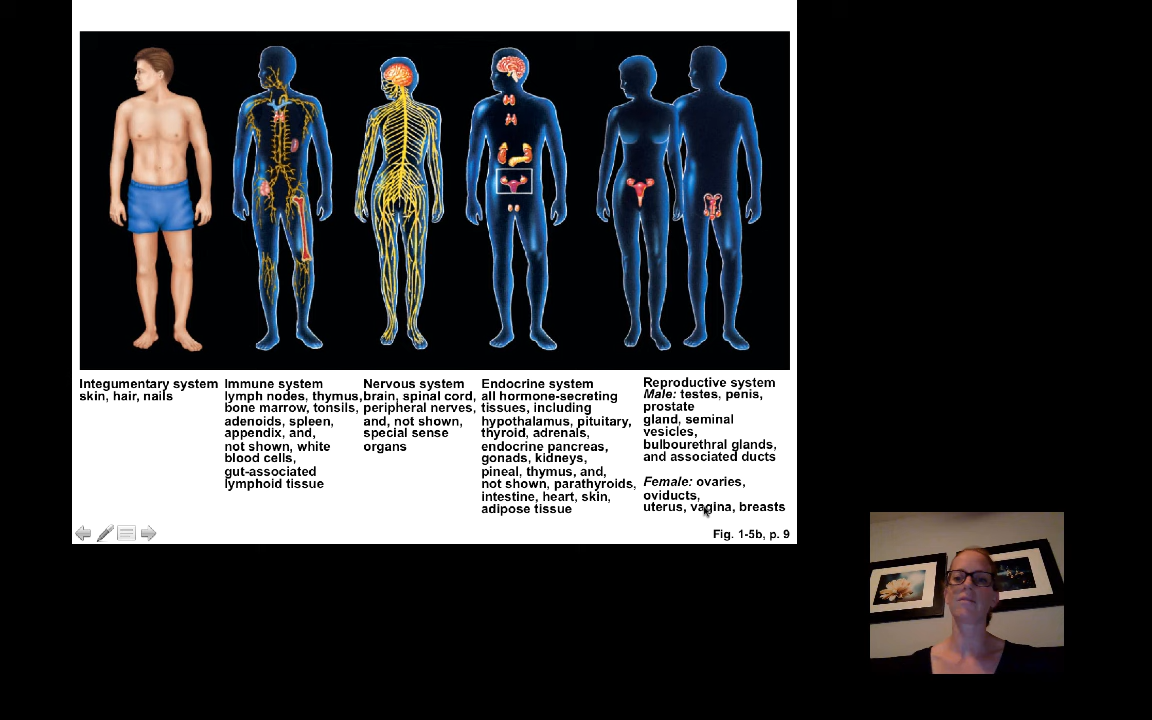 Integumentary system
skin, hair, nails
Immune system
lymph nodes, thymus,
bone marrow, tonsils,
adenoids, spleen,
appendix, and,
not shown, white
blood cells,
gut-associated
lymphoid tissue
Nervous system
brain, spinal cord,
peripheral nerves,
and, not shown,
special sense
organs
Endocrine system
all hormone-secreting
tissues, including
hypothalamus, pituitary,
thyroid, adrenals,
endocrine pancreas,
gonads, kidneys,
pineal, thymus, and,
not shown, parathyroids,
intestine, heart, skin,
adipose tissue
Reproductive system
Male: testes, penis,
prostate
gland, seminal
vesicles,
bulbourethral glands,
and associated ducts
Female: ovaries,
oviducts,
uterus, vagina, breasts
Fig. 1-5b, p. 9